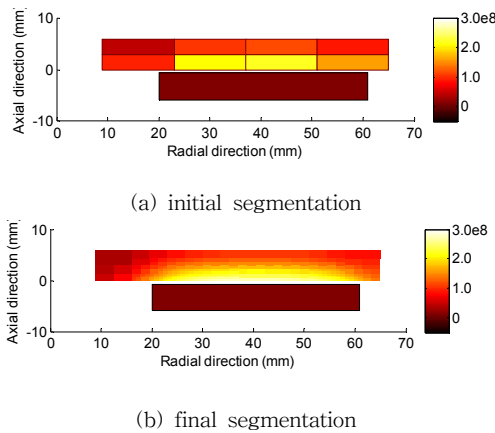 10
0
-10
Axial direction (mm)
0 10 20 30 40 50 60 70
Radial direction (mm)
3.0e8
2.0
1.0
0
(a) initial segmentation
10
0
-10
Axial direction (mm)
0 10 20 30 40 50 60 70
Radial direction (mm)
3.0e8
2.0
1.0
0
(b) final segmentation